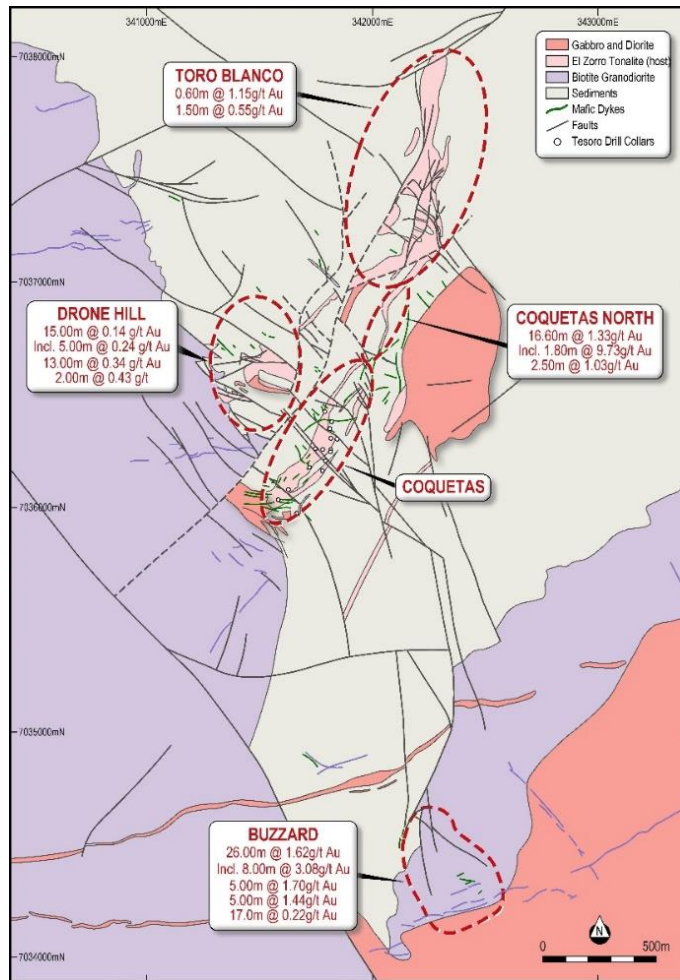 341000mE
342000mE
343000mE
7038000mN
7037000mN
7036000mN
7035000mN
7034000mN
Gabbro and Diorite
El Zorro Tonalite (host)
Biotite Granodiorite
Sediments
Mafic Dykes
Faults
Tesoro Drill Collars
TORO BLANCO
0.60m @ 1.15g/t Au
1.50m @ 0.55g/t Au
DRONE HILL
15.00m @ 0.14 g/t Au
Incl. 5.00m @ 0.24 g/t Au
13.00m @ 0.34 g/t Au
2.00m @ 0.43 g/t
COQUETAS NORTH
16.60m @ 1.33g/t Au
Incl. 1.80m @ 9.73g/t Au
2.50m @ 1.03g/t Au
COQUETAS
BUZZARD
26.00m @ 1.62g/t Au
Incl. 8.00m @ 3.08g/t Au
5.00m @ 1.70g/t Au
5.00m @ 1.44g/t Au
17.0m @ 0.22g/t Au
N
0 500m